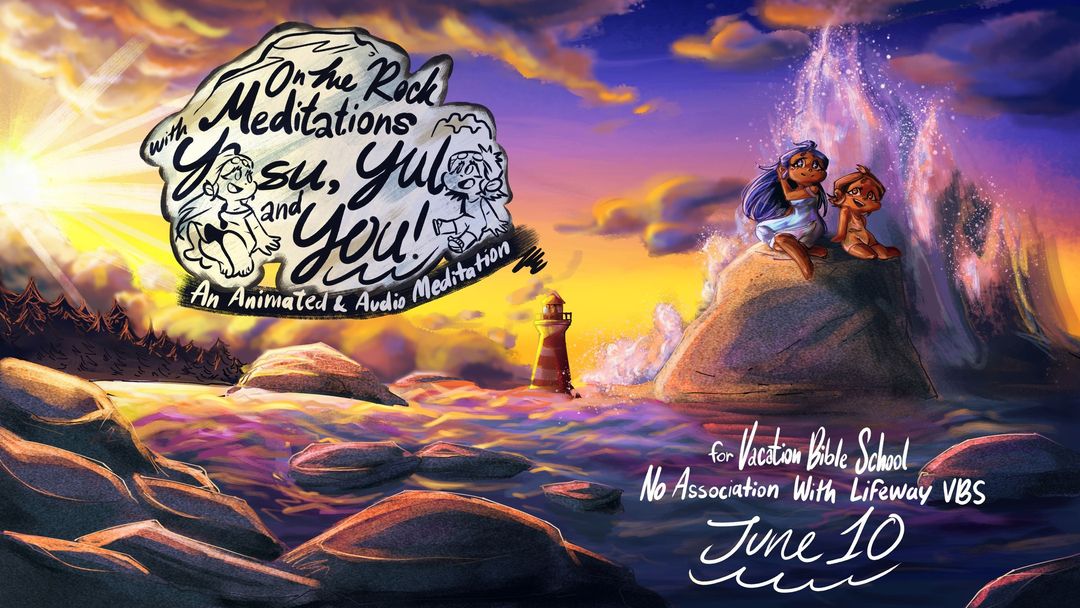 On the Rock
Meditations
with Yosu, Yul
and You!
An Animated & Audio Meditation
for Vacation Bible School
No Association With Lifeway VBS
June 10